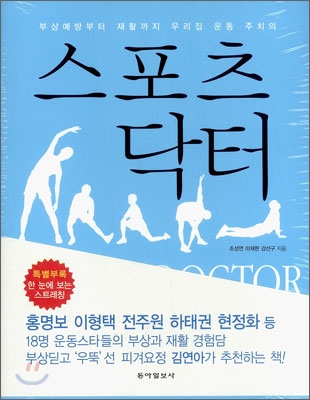 부상예방부터 재활까지 우리집 운동 주치의
스포츠
닥터
조성연 이재현 강선구 지음
DOCTOR
특별부록
한 눈에 보는
스트레칭
홍명보 이형택 전주원 하태권 현정화 등
18명 운동스타들의 부상과 재활 경험담
부상딛고 '우뚝' 선 피겨요정 김연아가 추천하는 책!
동아일보사